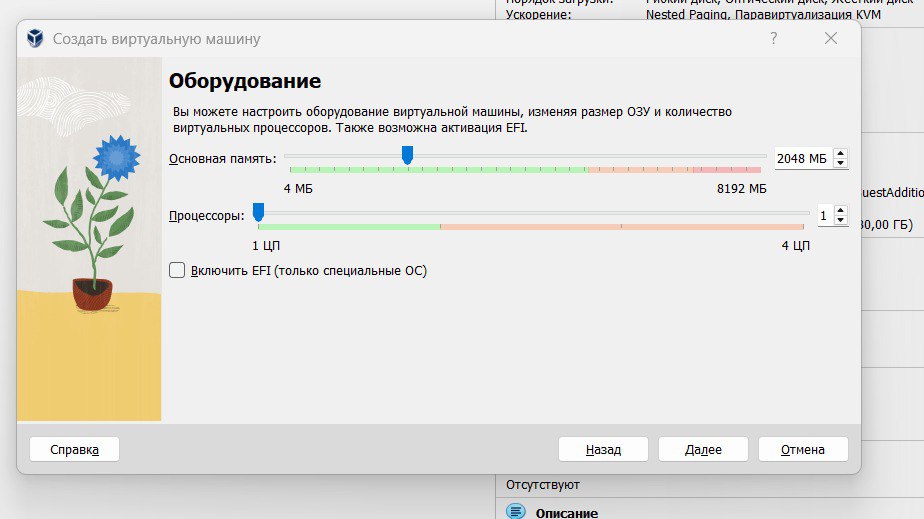 Порядок загрузки: Гибкий диск, Оптический диск, Жёсткий диск
Ускорение: Nested Paging, Паравиртуализация KVM
Создать виртуальную машину
?
Оборудование
Вы можете настроить оборудование виртуальной машины, изменяя размер ОЗУ и количество
виртуальных процессоров. Также возможна активация EFI.
Основная память: 2048 МБ
4 МБ 8192 МБ
uestAdditio
Процессоры: 1
30,00 ГБ)
1 ЦП 4 ЦП
Включить EFI (только специальные ОС)
Справка Назад Далее Отмена
Отсутствуют
Описание